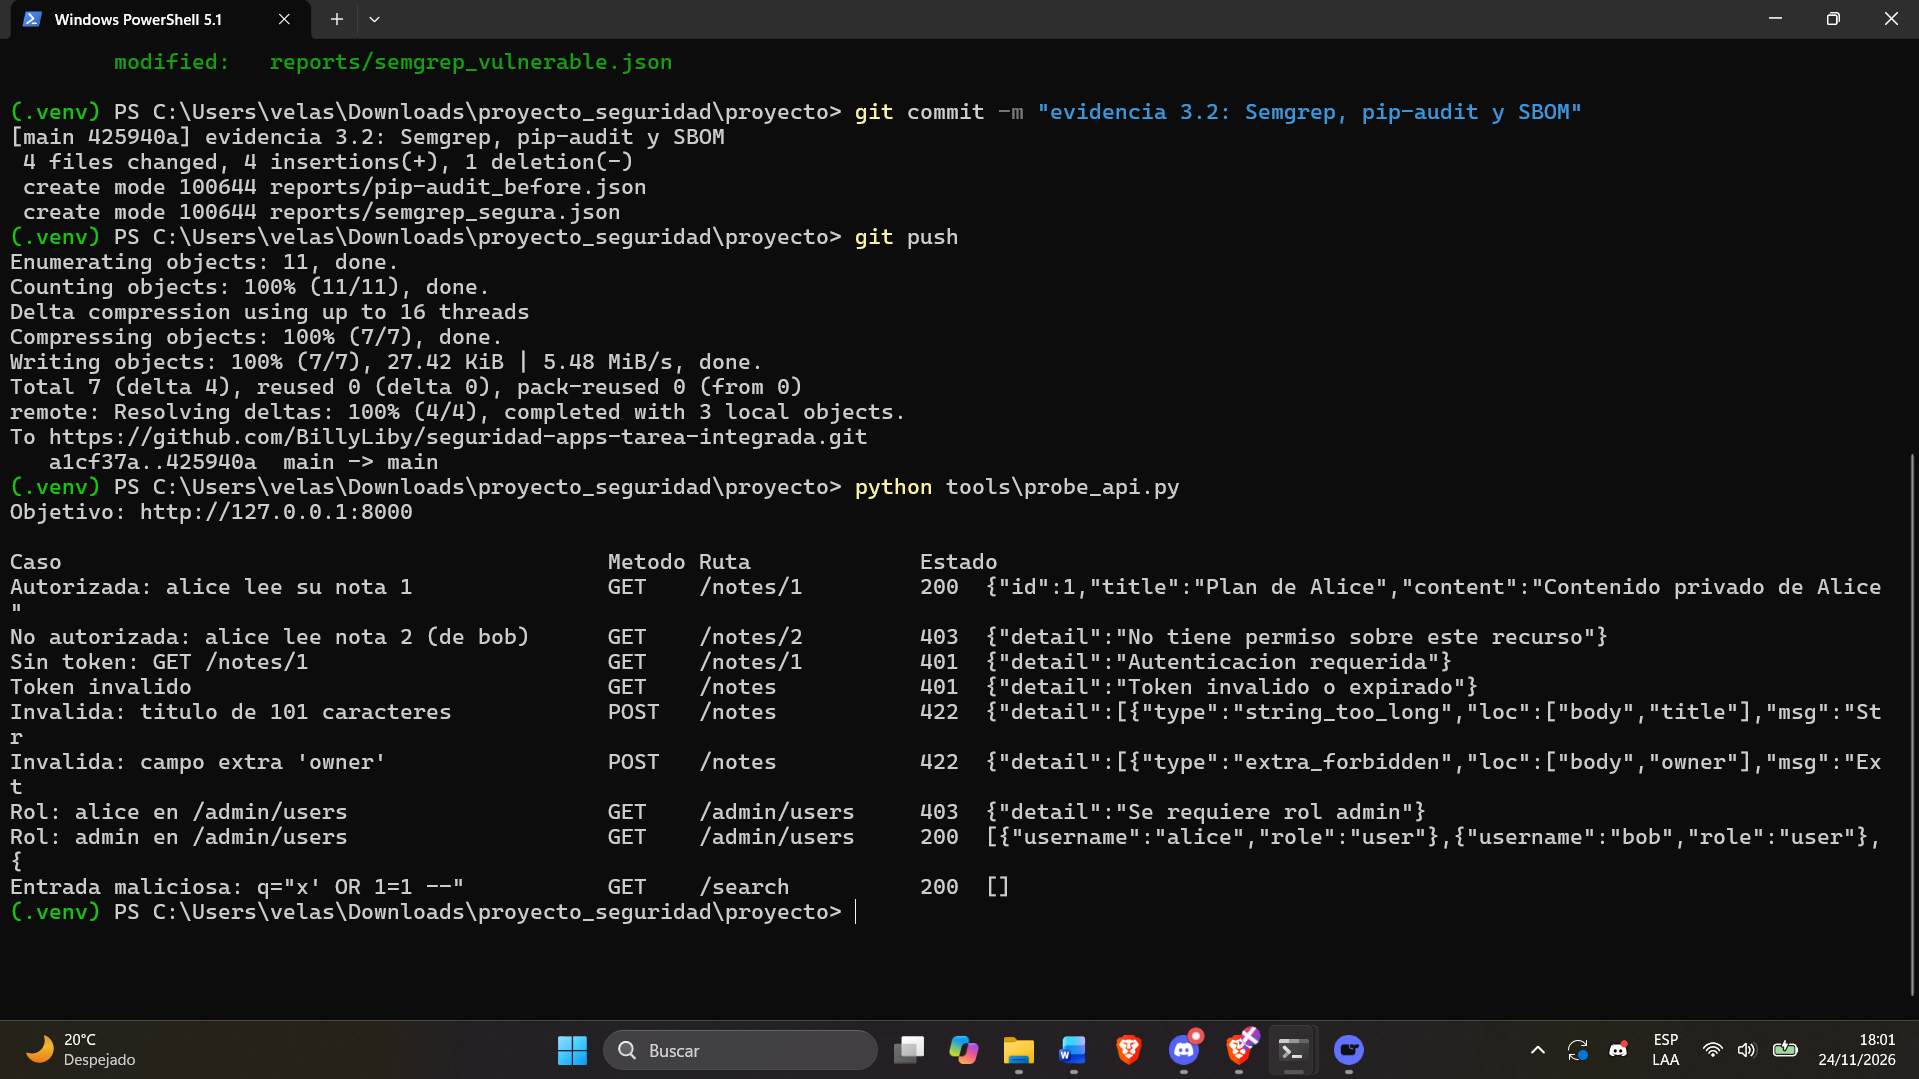 Windows PowerShell 5.1
modified:   reports/semgrep_vulnerable.json
(.venv) PS C:\Users\velas\Downloads\proyecto_seguridad\proyecto> git commit -m "evidencia 3.2: Semgrep, pip-audit y SBOM"
[main 425940a] evidencia 3.2: Semgrep, pip-audit y SBOM
 4 files changed, 4 insertions(+), 1 deletion(-)
 create mode 100644 reports/pip-audit_before.json
 create mode 100644 reports/semgrep_segura.json
(.venv) PS C:\Users\velas\Downloads\proyecto_seguridad\proyecto> git push
Enumerating objects: 11, done.
Counting objects: 100% (11/11), done.
Delta compression using up to 16 threads
Compressing objects: 100% (7/7), done.
Writing objects: 100% (7/7), 27.42 KiB | 5.48 MiB/s, done.
Total 7 (delta 4), reused 0 (delta 0), pack-reused 0 (from 0)
remote: Resolving deltas: 100% (4/4), completed with 3 local objects.
To https://github.com/BillyLiby/seguridad-apps-tarea-integrada.git
   a1cf37a..425940a  main -> main
(.venv) PS C:\Users\velas\Downloads\proyecto_seguridad\proyecto> python tools\probe_api.py
Objetivo: http://127.0.0.1:8000
Caso                                          Metodo Ruta             Estado
Autorizada: alice lee su nota 1               GET    /notes/1         200  {"id":1,"title":"Plan de Alice","content":"Contenido privado de Alice
"
No autorizada: alice lee nota 2 (de bob)      GET    /notes/2         403  {"detail":"No tiene permiso sobre este recurso"}
Sin token: GET /notes/1                       GET    /notes/1         401  {"detail":"Autenticacion requerida"}
Token invalido                                GET    /notes           401  {"detail":"Token invalido o expirado"}
Invalida: titulo de 101 caracteres            POST   /notes           422  {"detail":[{"type":"string_too_long","loc":["body","title"],"msg":"St
r
Invalida: campo extra 'owner'                 POST   /notes           422  {"detail":[{"type":"extra_forbidden","loc":["body","owner"],"msg":"Ex
t
Rol: alice en /admin/users                    GET    /admin/users     403  {"detail":"Se requiere rol admin"}
Rol: admin en /admin/users                    GET    /admin/users     200  [{"username":"alice","role":"user"},{"username":"bob","role":"user"},
{
Entrada maliciosa: q="x' OR 1=1 --"           GET    /search          200  []
(.venv) PS C:\Users\velas\Downloads\proyecto_seguridad\proyecto>
20°C
Despejado
Buscar
ESP
LAA
18:01
24/11/2026